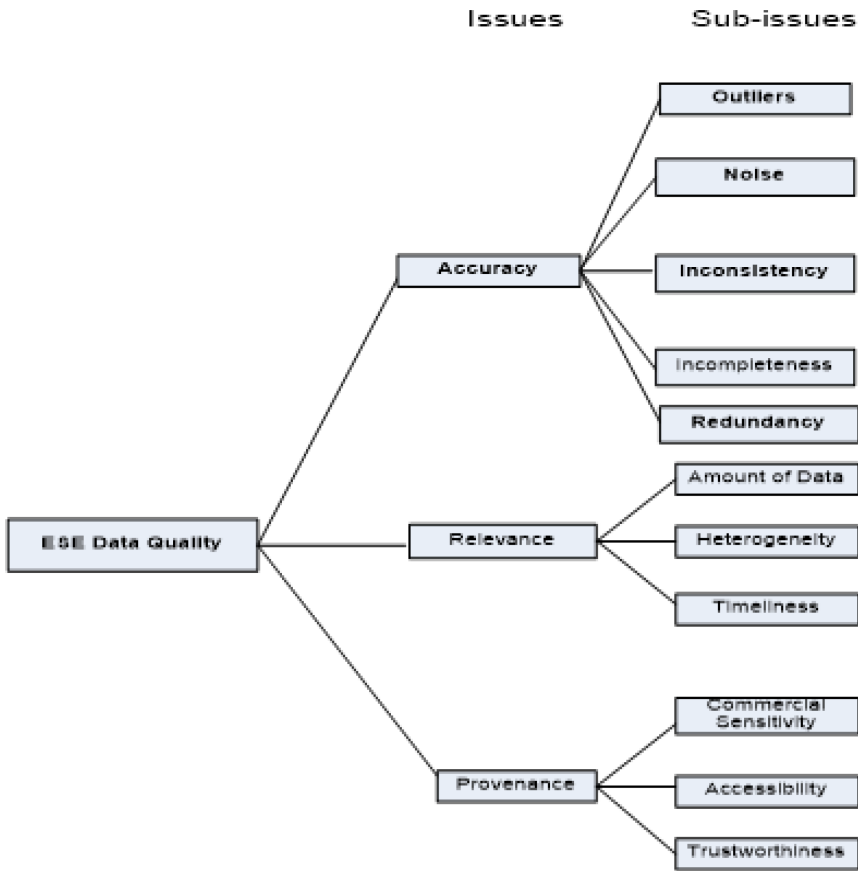 Issues
Sub-issues
Outliers
Noise
Accuracy
Inconsistency
Incompleteness
Redundancy
Amount of Data
ESE Data Quality
Relevance
Heterogeneity
Timeliness
Commercial
Sensitivity
Provenance
Accessibility
Trustworthiness